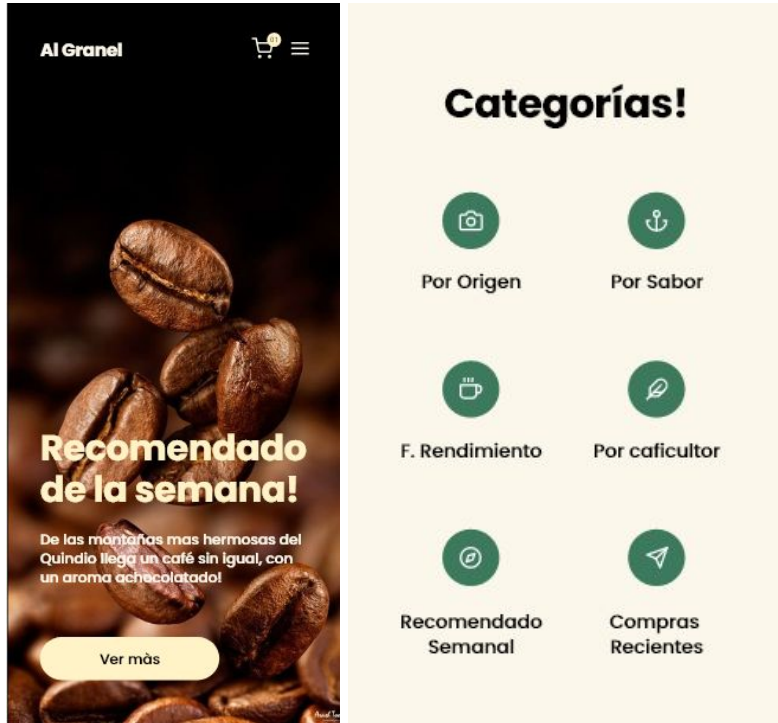 Al Granel
01
Recomendado
de la semana!
De las montañas mas hermosas del
Quindio llega un café sin igual, con
un aroma achocolatado!
Ver màs
Categorías!
Por Origen
Por Sabor
F. Rendimiento
Por caficultor
Recomendado
Semanal
Compras
Recientes